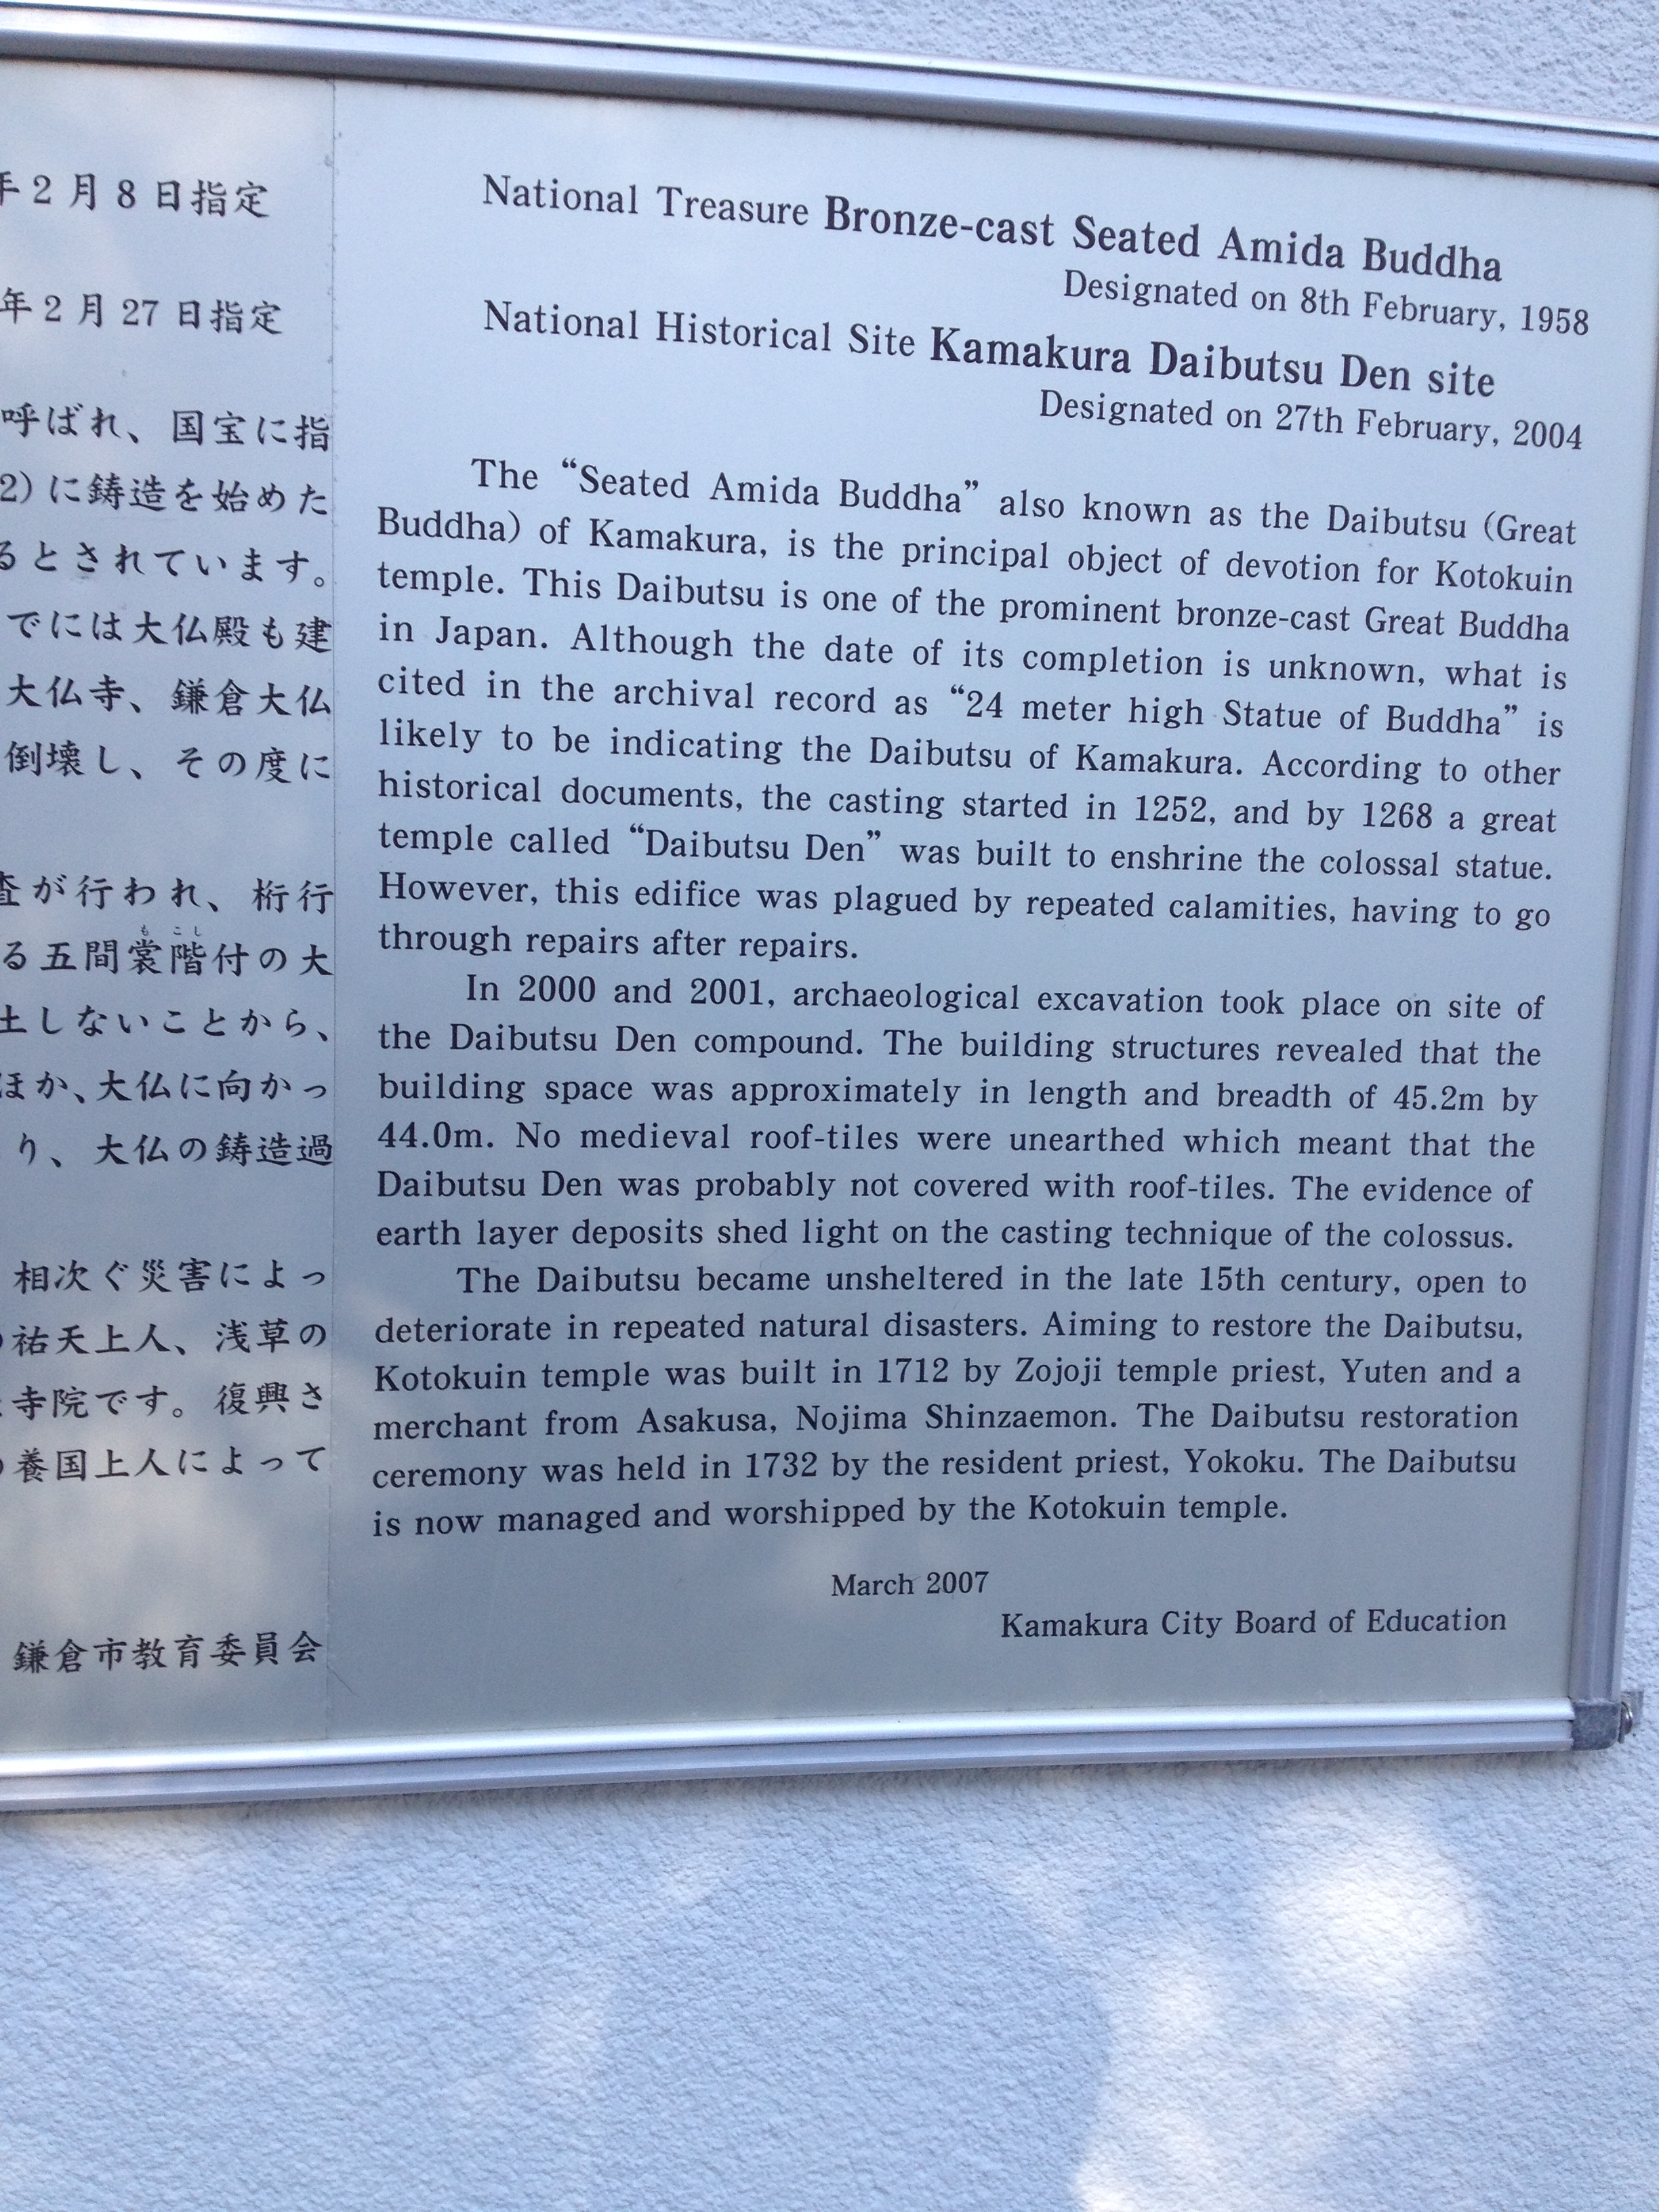 年2月8日指定
年2月27日指定
呼ばれ、国宝に指
2)に鋳造を始めた
るとされています。
でには大仏殿も建
大仏寺、鎌倉大仏
倒壊し、その度に
査が行われ、桁行
もこし
る五間裳階付の大
土しないことから、
ほか、大仏に向かっ
り、大仏の鋳造過
相次ぐ災害によっ
祐天上人、浅草の
寺院です。復興さ
養国上人によって
鎌倉市教育委員会
National Treasure Bronze-cast Seated Amida Buddha
Designated on 8th February, 1958
National Historical Site Kamakura Daibutsu Den site
Designated on 27th February, 2004
The “Seated Amida Buddha” also known as the Daibutsu (Great
Buddha) of Kamakura, is the principal object of devotion for Kotokuin
temple. This Daibutsu is one of the prominent bronze-cast Great Buddha
in Japan. Although the date of its completion is unknown, what is
cited in the archival record as “24 meter high Statue of Buddha” is
likely to be indicating the Daibutsu of Kamakura. According to other
historical documents, the casting started in 1252, and by 1268 a great
temple called “Daibutsu Den” was built to enshrine the colossal statue.
However, this edifice was plagued by repeated calamities, having to go
through repairs after repairs.
In 2000 and 2001, archaeological excavation took place on site of
the Daibutsu Den compound. The building structures revealed that the
building space was approximately in length and breadth of 45.2m by
44.0m. No medieval roof-tiles were unearthed which meant that the
Daibutsu Den was probably not covered with roof-tiles. The evidence of
earth layer deposits shed light on the casting technique of the colossus.
The Daibutsu became unsheltered in the late 15th century, open to
deteriorate in repeated natural disasters. Aiming to restore the Daibutsu,
Kotokuin temple was built in 1712 by Zojoji temple priest, Yuten and a
merchant from Asakusa, Nojima Shinzaemon. The Daibutsu restoration
ceremony was held in 1732 by the resident priest, Yokoku. The Daibutsu
is now managed and worshipped by the Kotokuin temple.
March 2007
Kamakura City Board of Education